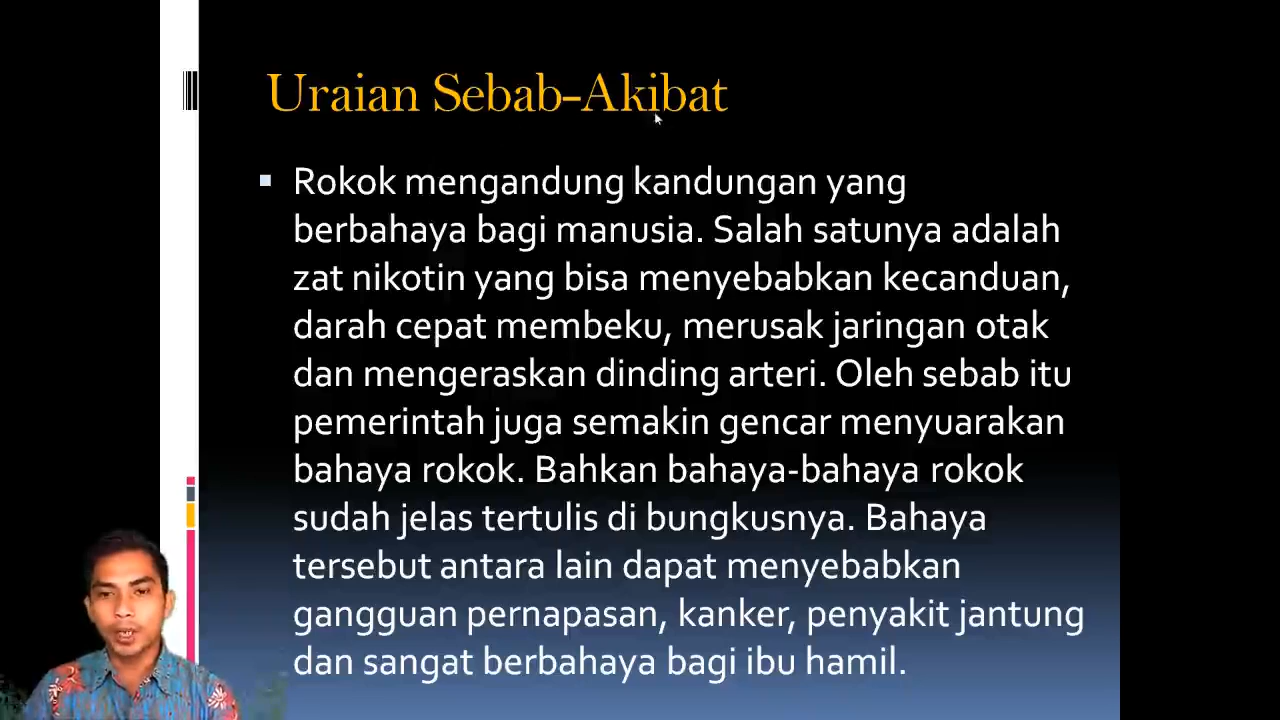 Uraian Sebab-Akibat
Rokok mengandung kandungan yang
berbahaya bagi manusia. Salah satunya adalah
zat nikotin yang bisa menyebabkan kecanduan,
darah cepat membeku, merusak jaringan otak
dan mengeraskan dinding arteri. Oleh sebab itu
pemerintah juga semakin gencar menyuarakan
bahaya rokok. Bahkan bahaya-bahaya rokok
sudah jelas tertulis di bungkusnya. Bahaya
tersebut antara lain dapat menyebabkan
gangguan pernapasan, kanker, penyakit jantung
dan sangat berbahaya bagi ibu hamil.